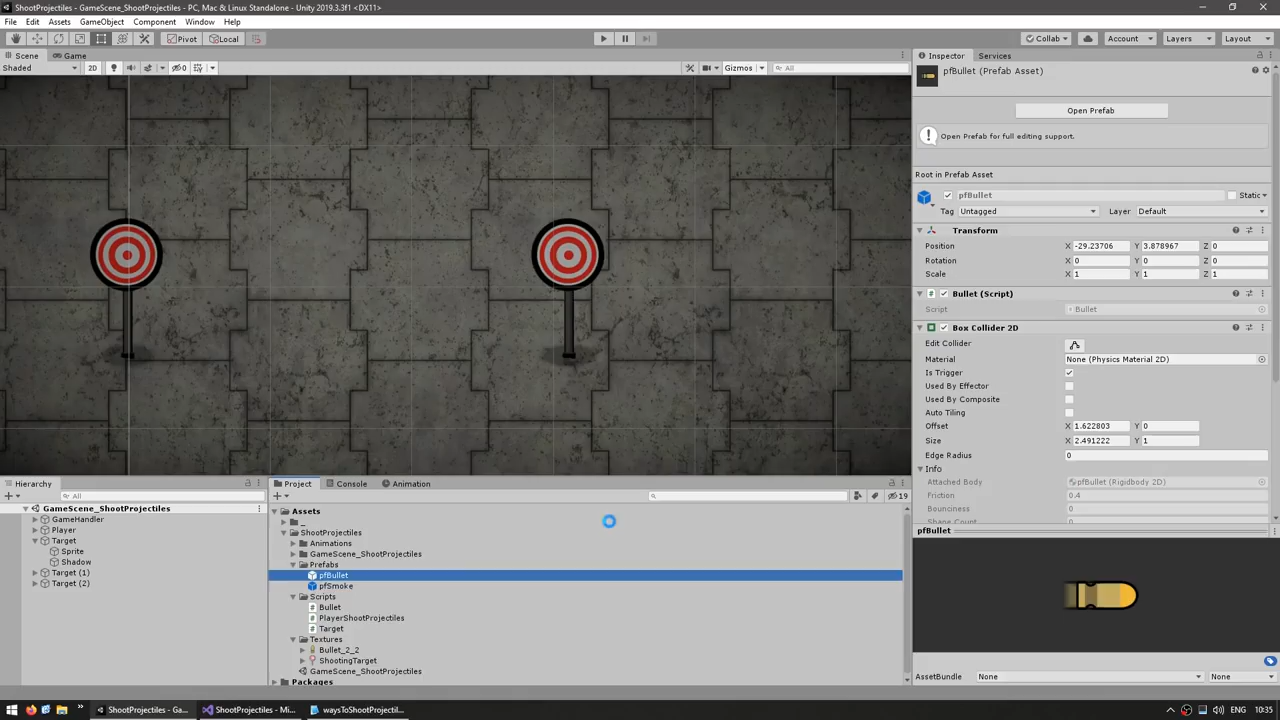 ShootProjectiles - GameScene_ShootProjectiles - PC, Mac & Linux Standalone - Unity 2019.3.3f1 <DX11>
File Edit Assets GameObject Component Window Help
Pivot Local Collab Account Layers Layout
Scene Game
Shaded 2D 0 Gizmos All
Inspector Services
pfBullet (Prefab Asset)
Open Prefab
Open Prefab for full editing support.
Root in Prefab Asset
pfBullet Static
Tag Untagged Layer Default
Transform
Position X -29.23706 Y 3.878967 Z 0
Rotation X 0 Y 0 Z 0
Scale X 1 Y 1 Z 1
Bullet (Script)
Script Bullet
Box Collider 2D
Edit Collider
Material None (Physics Material 2D)
Is Trigger
Used By Effector
Used By Composite
Auto Tiling
Offset X 1.622803 Y 0
Size X 2.491222 Y 1
Edge Radius 0
Info
Attached Body pfBullet (Rigidbody 2D)
Friction 0.4
Bounciness 0
Shape Count 0
pfBullet
AssetBundle None None
Hierarchy
All
GameScene_ShootProjectiles
GameHandler
Player
Target
Sprite
Shadow
Target (1)
Target (2)
Project Console Animation
19
Assets
_
ShootProjectiles
Animations
GameScene_ShootProjectiles
Prefabs
pfBullet
pfSmoke
Scripts
Bullet
PlayerShootProjectiles
Target
Textures
Bullet_2_2
ShootingTarget
GameScene_ShootProjectiles
Packages
ShootProjectiles - Ga... ShootProjectiles - Mi... waysToShootProjectil... ENG 10:35